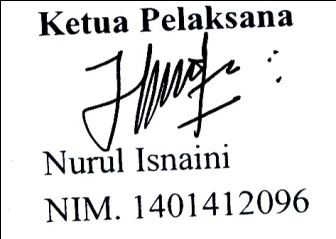 Ketua Pelaksana
Nurul Isnaini
NIM. 1401412096